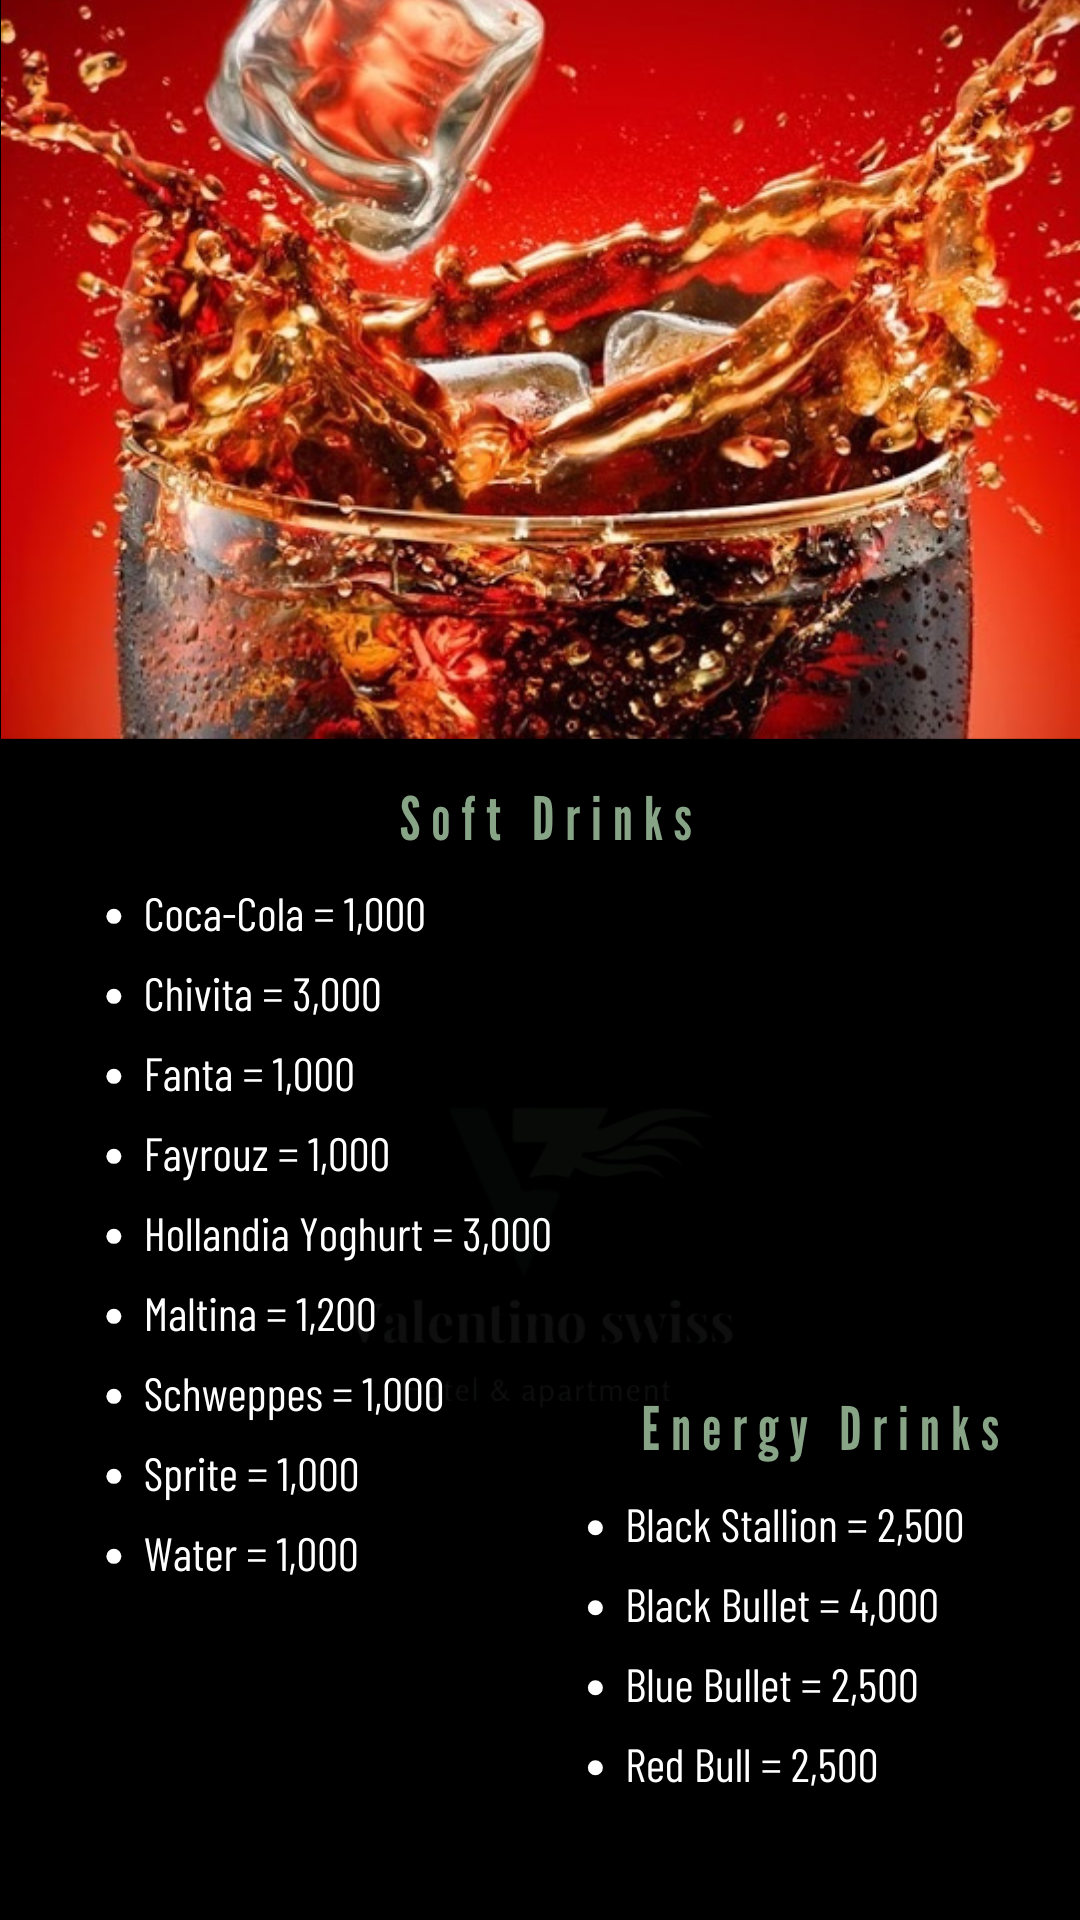 Soft Drinks
• Coca-Cola = 1,000
• Chivita = 3,000
• Fanta = 1,000
• Fayrouz = 1,000
• Hollandia Yoghurt = 3,000
• Maltina = 1,200
• Schweppes = 1,000
• Sprite = 1,000
• Water = 1,000
Valentino swiss
hotel & apartment
Energy Drinks
• Black Stallion = 2,500
• Black Bullet = 4,000
• Blue Bullet = 2,500
• Red Bull = 2,500